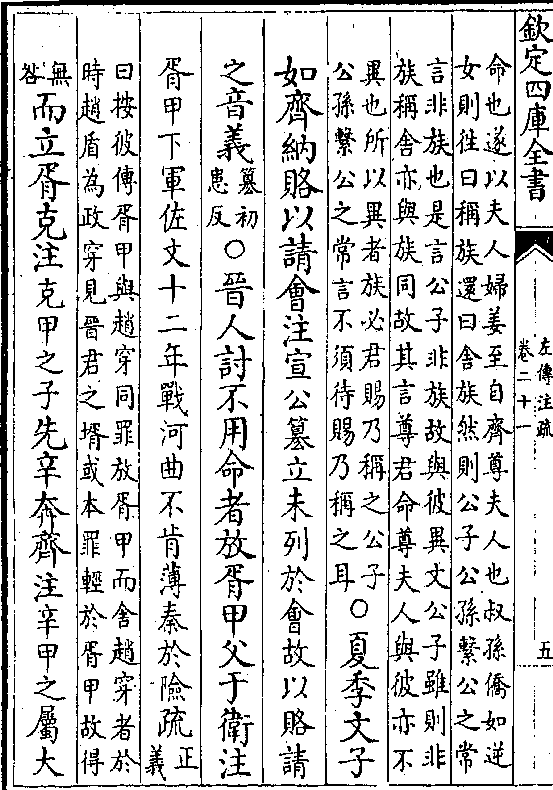 欽定四庫全書
左傳注疏
卷二十一
五
命也遂以夫人婦姜至自齊尊夫人也叔孫僑如逆
女則往曰稱族還曰舍族然則公子公孫繫公之常
言非族也是言公子非族故與彼異文公子雖則非
族稱舍亦與族同故其言尊君命尊夫人與彼亦不
異也所以異者族必君賜乃稱之公子
公孫繫公之常言不須待賜乃稱之耳
○夏季文子
如齊納賂以請會注宣公簒立未列於會故以賂請
之音義
簒初
患反
○晉人討不用命者放胥甲父于衛注
胥甲下軍佐文十二年戰河曲不肯薄秦於險疏
正
義
曰按彼傳胥甲與趙穿同罪放胥甲而舍趙穿者於
時趙盾為政穿見晉君之壻或本罪輕於胥甲故得
無
咎
而立胥克注克甲之子先辛奔齊注辛甲之屬大